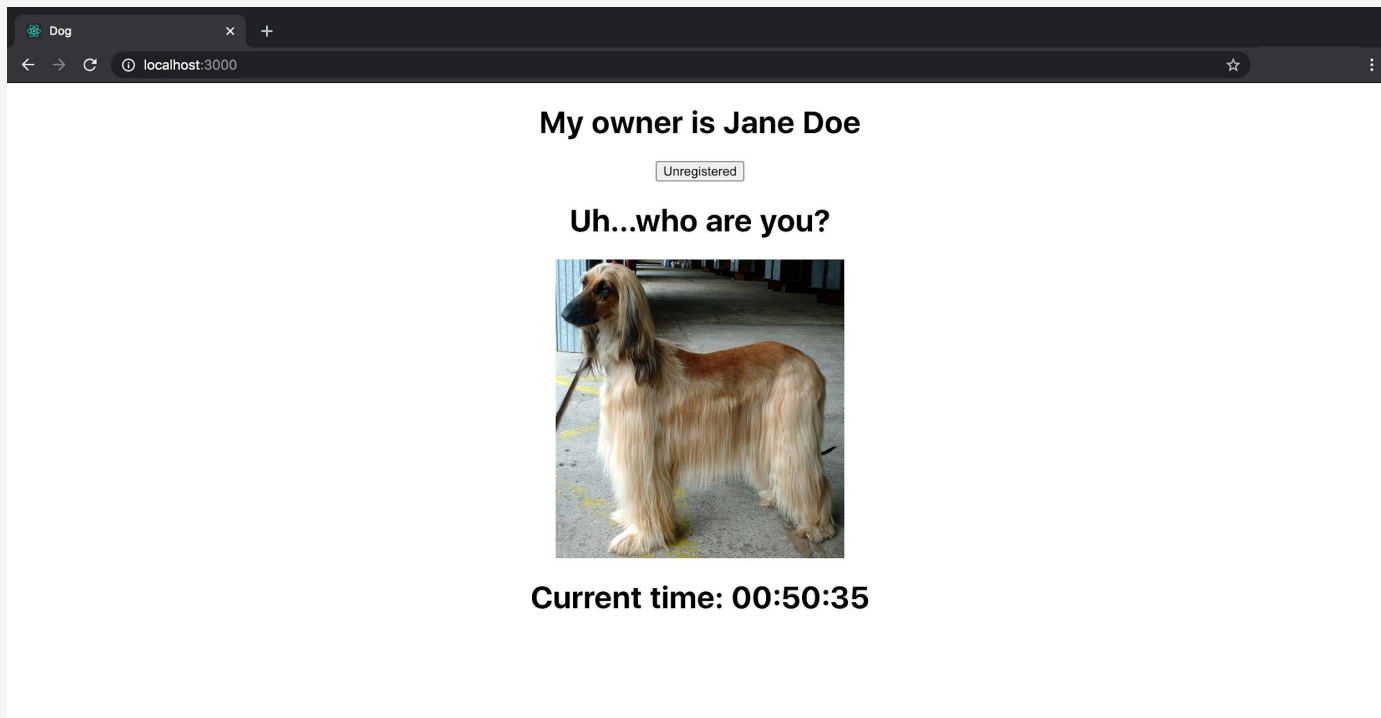 Dog
localhost:3000
My owner is Jane Doe
Unregistered
Uh...who are you?
Current time: 00:50:35